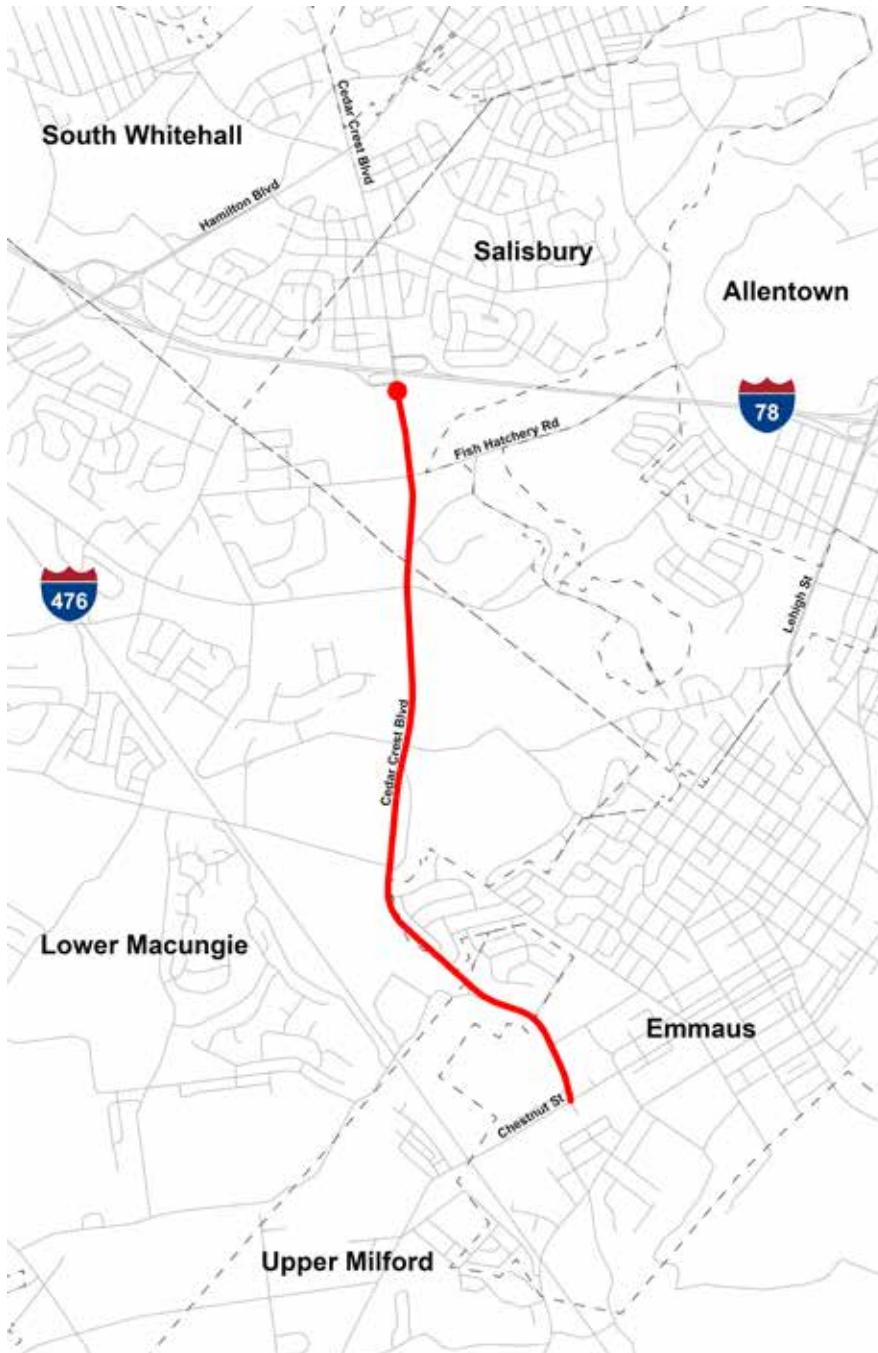 Cedar Crest Blvd
South Whitehall
Hamilton Blvd
Salisbury
Allentown
78
Fish Hatchery Rd
476
Lehigh St
Cedar Crest Blvd
Lower Macungie
Emmaus
Chestnut St
Upper Milford